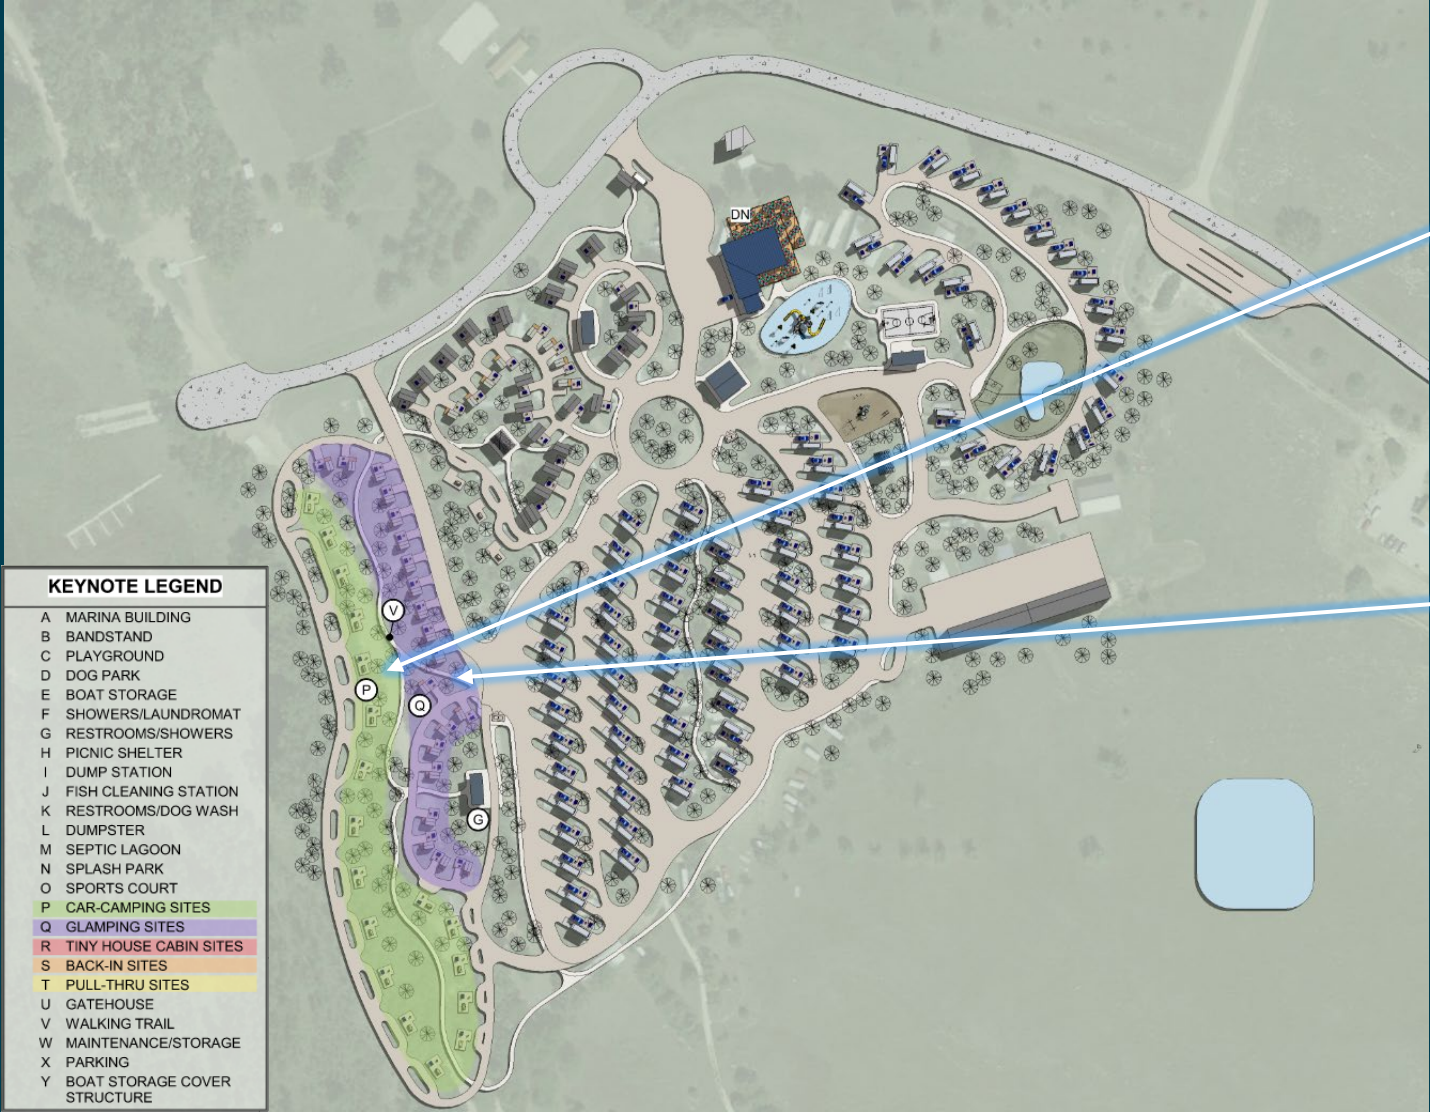 DN
V
P
Q
G
KEYNOTE LEGEND
A MARINA BUILDING
B BANDSTAND
C PLAYGROUND
D DOG PARK
E BOAT STORAGE
F SHOWERS/LAUNDROMAT
G RESTROOMS/SHOWERS
H PICNIC SHELTER
I DUMP STATION
J FISH CLEANING STATION
K RESTROOMS/DOG WASH
L DUMPSTER
M SEPTIC LAGOON
N SPLASH PARK
O SPORTS COURT
P CAR-CAMPING SITES
Q GLAMPING SITES
R TINY HOUSE CABIN SITES
S BACK-IN SITES
T PULL-THRU SITES
U GATEHOUSE
V WALKING TRAIL
W MAINTENANCE/STORAGE
X PARKING
Y BOAT STORAGE COVER
STRUCTURE